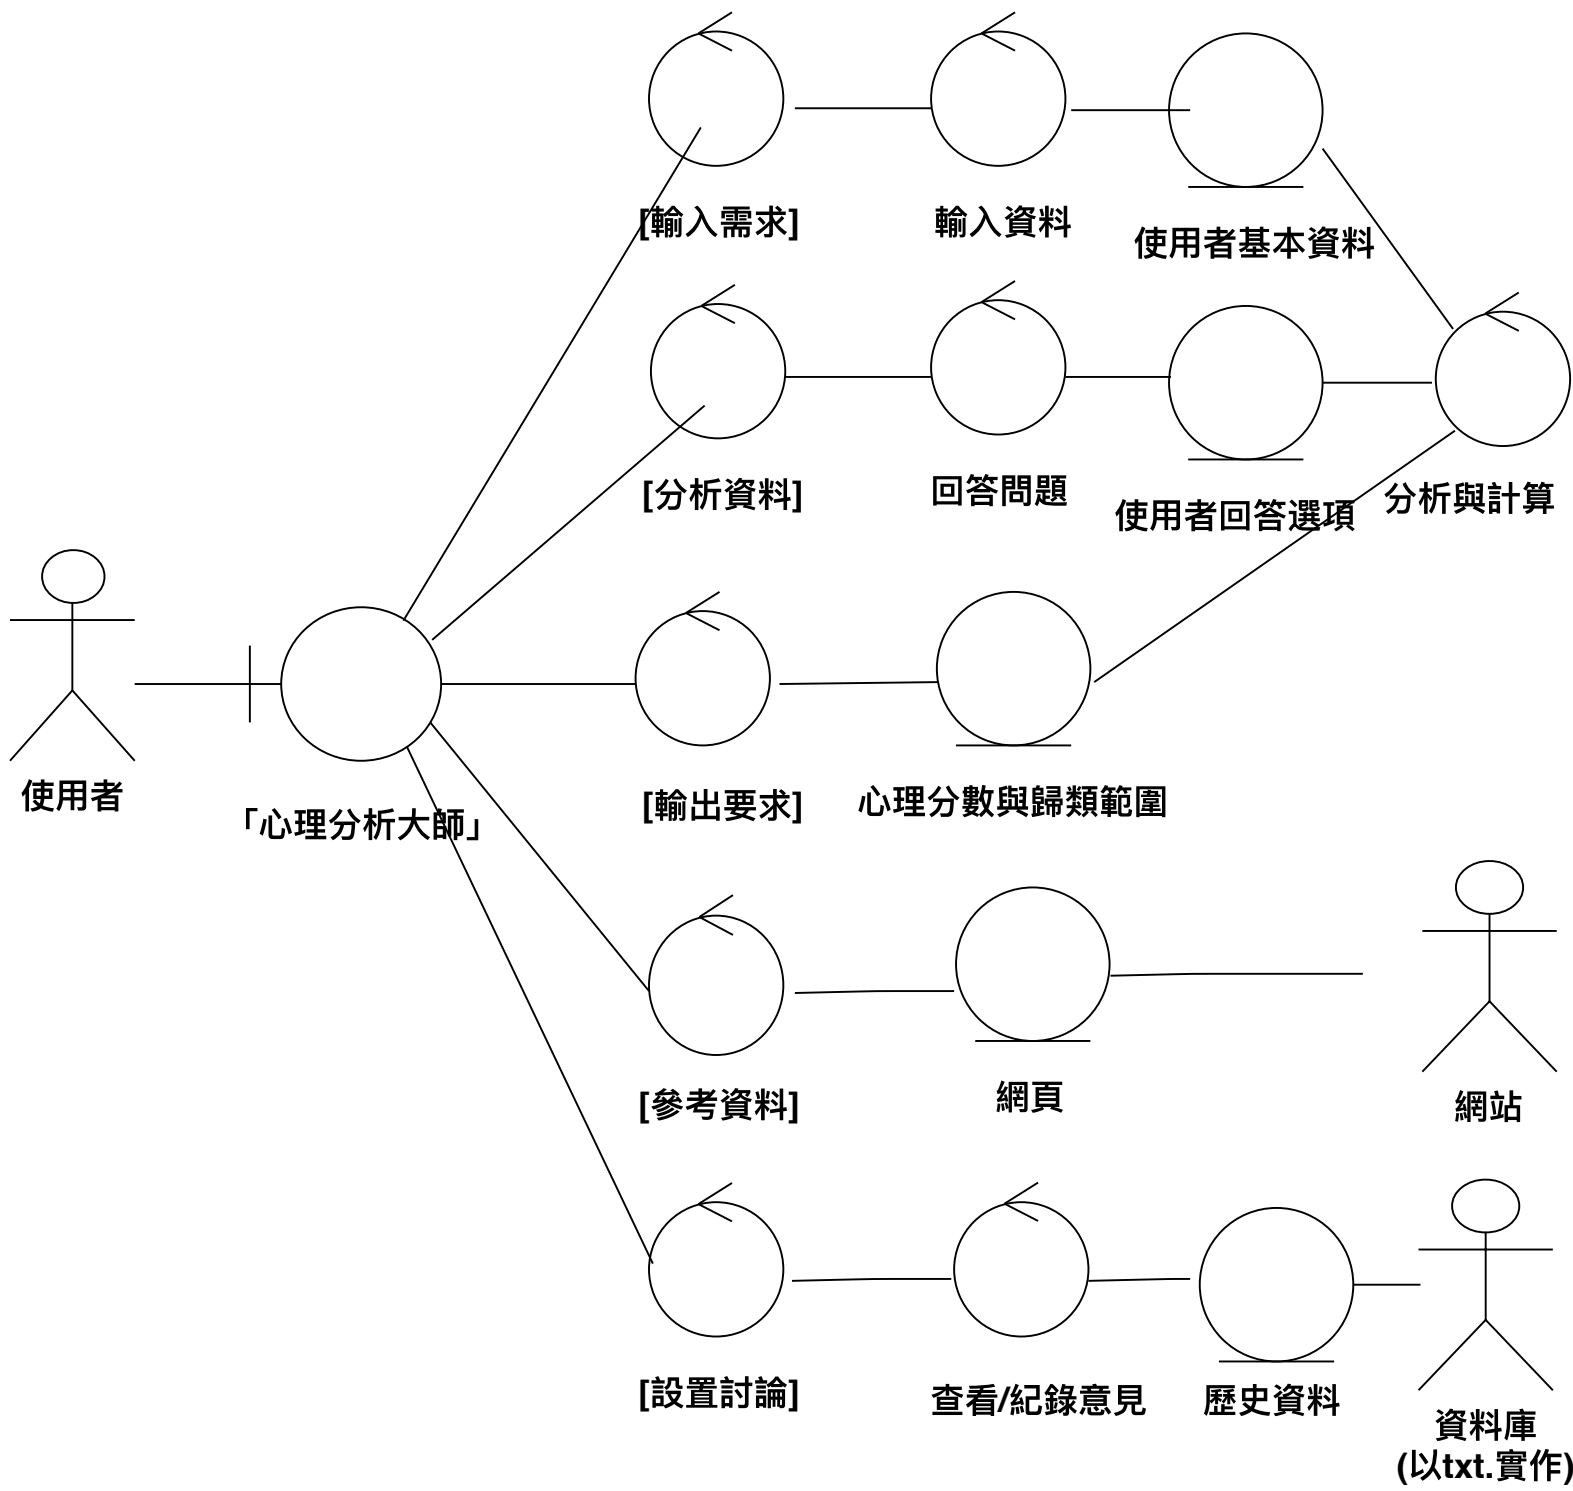 [輸入需求]
輸入資料
使用者基本資料
[分析資料]
回答問題
使用者回答選項
分析與計算
使用者
「心理分析大師」
[輸出要求]
心理分數與歸類範圍
[參考資料]
網頁
網站
[設置討論]
查看/紀錄意見
歷史資料
資料庫
(以txt.實作)